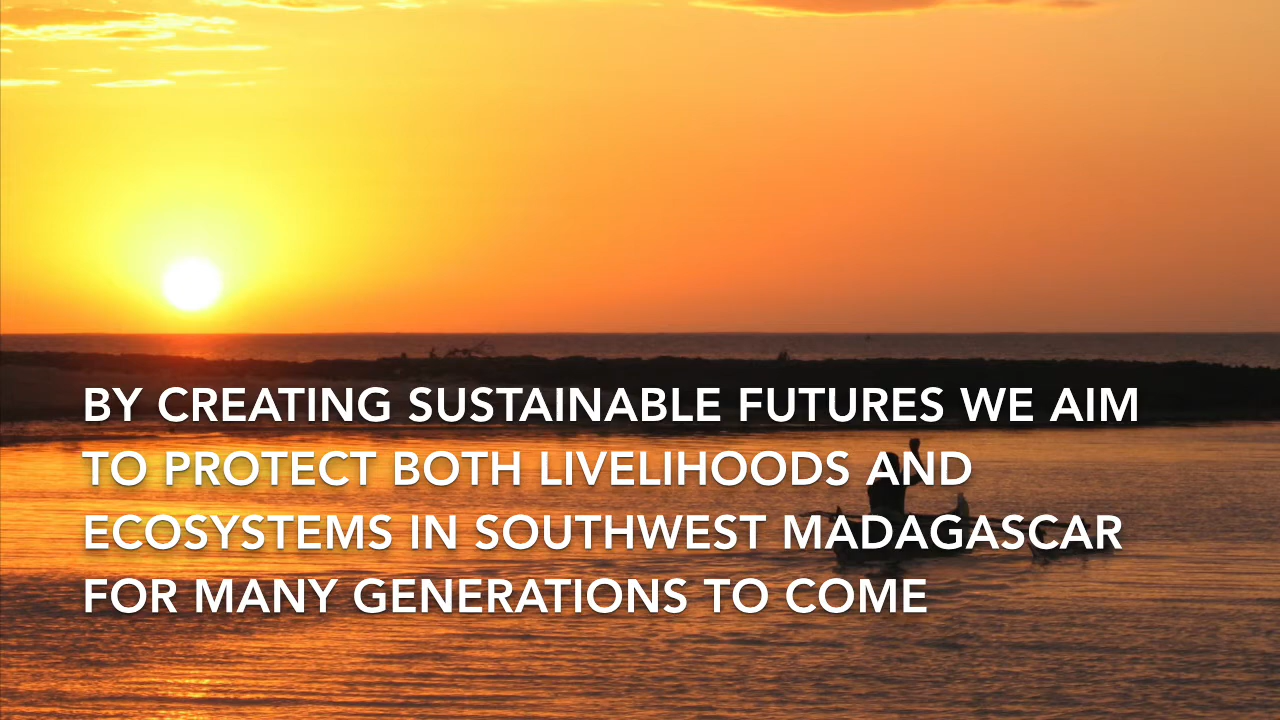 BY CREATING SUSTAINABLE FUTURES WE AIM
TO PROTECT BOTH LIVELIHOODS AND
ECOSYSTEMS IN SOUTHWEST MADAGASCAR
FOR MANY GENERATIONS TO COME